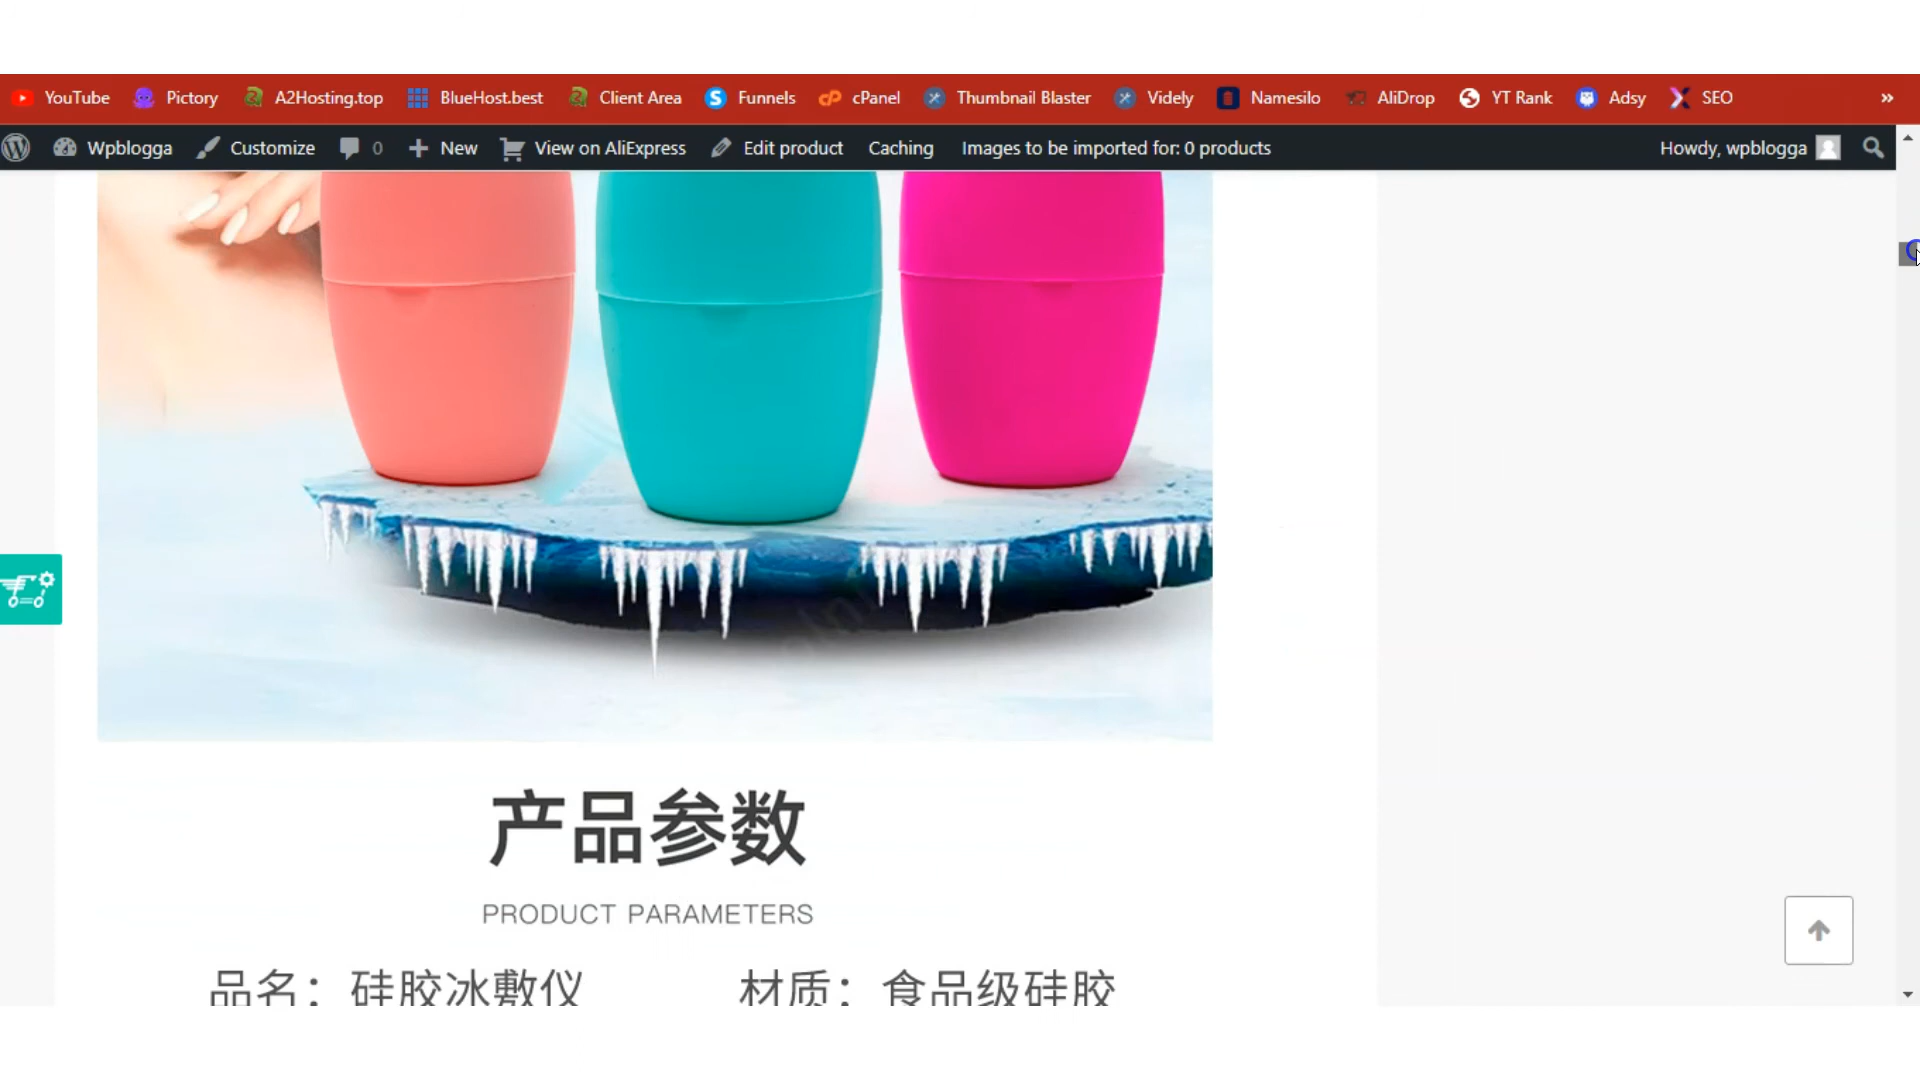 YouTube Pictory A2Hosting.top BlueHost.best Client Area Funnels cPanel Thumbnail Blaster Videly Namesilo AliDrop YT Rank Adsy SEO »
Wpblogga Customize 0 New View on AliExpress Edit product Caching Images to be imported for: 0 products Howdy, wpblogga
产品参数
PRODUCT PARAMETERS
品名：硅胶冰敷仪 材质：食品级硅胶